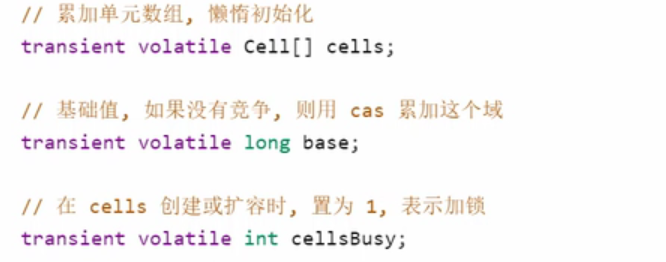 // 累加单元数组, 懒惰初始化
transient volatile Cell[] cells;
// 基础值, 如果没有竞争, 则用 cas 累加这个域
transient volatile long base;
// 在 cells 创建或扩容时, 置为 1, 表示加锁
transient volatile int cellsBusy;